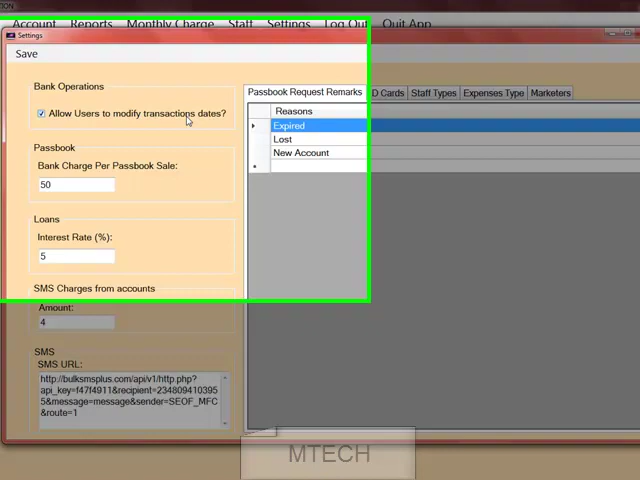 ION
Account Reports Monthly Charge Staff Settings Log Out Quit App
Settings
Save
Bank Operations
Allow Users to modify transactions dates?
Passbook
Bank Charge Per Passbook Sale:
50
Loans
Interest Rate (%):
5
SMS Charges from accounts
Amount:
4
SMS
SMS URL:
http://bulksmsplus.com/api/v1/http.php?
api_key=f47f4911&recipient=234809410395
5&message=message&sender=SEOF_MFC
&route=1
Passbook Request Remarks D Cards Staff Types Expenses Type Marketers
Reasons
Expired
Lost
New Account
MTECH